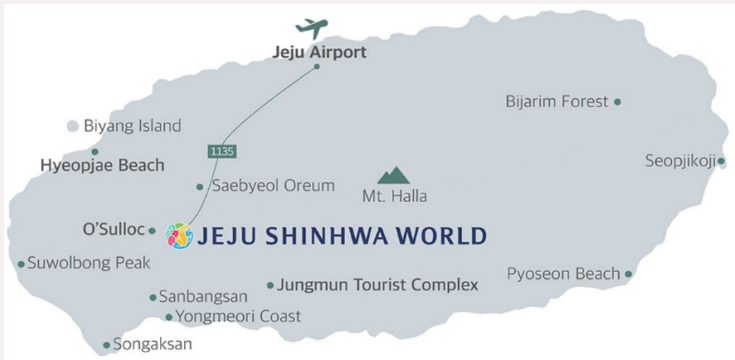 Jeju Airport
Bijarim Forest
Biyang Island
1135
Hyeopjae Beach
Seopjikoji
Saebyeol Oreum
Mt. Halla
O'Sulloc
JEJU SHINHWA WORLD
Suwolbong Peak
Pyoseon Beach
Jungmun Tourist Complex
Sanbangsan
Yongmeori Coast
Songaksan